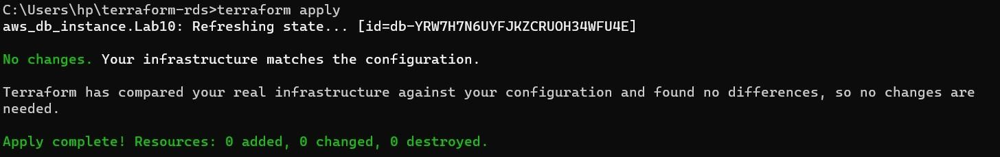 C:\Users\hp\terraform-rds>terraform apply
aws_db_instance.Lab10: Refreshing state... [id=db-YRW7H7N6UYFJKZCRUOH34WFU4E]
No changes. Your infrastructure matches the configuration.
Terraform has compared your real infrastructure against your configuration and found no differences, so no changes are
needed.
Apply complete! Resources: 0 added, 0 changed, 0 destroyed.